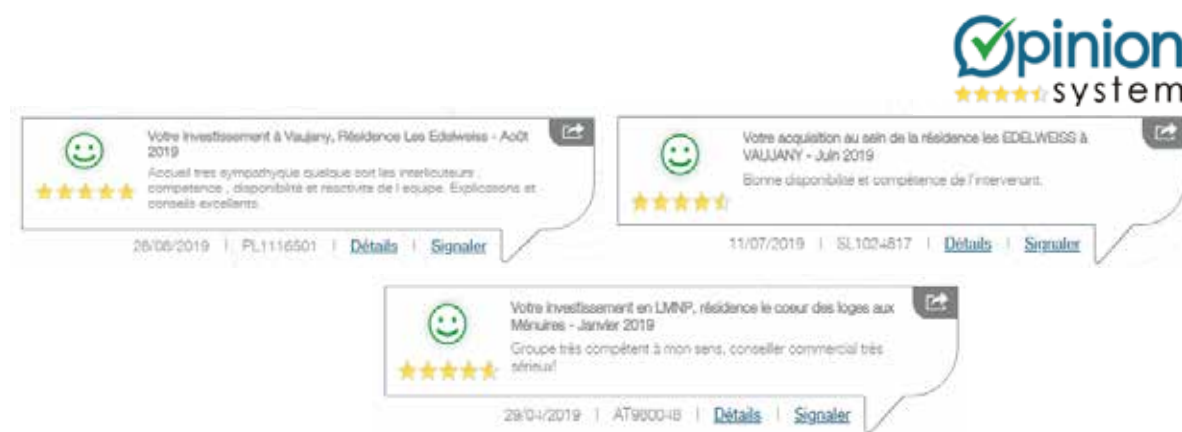 Opinion
system
Votre investissement à Vaujany, Résidence Les Edelweiss - Août
2019
Accueil tres sympathyque quelque soit les interlicuteurs ,
competence , disponibilité et reactivite de l equipe. Explications et
conseils excellents.
28/08/2019 | PL1116501 | Détails | Signaler
Votre acquisition au sein de la résidence les EDELWEISS à
VAUJANY - Juin 2019
Bonne disponibilité et compétence de l'intervenant.
11/07/2019 | SL1024817 | Détails | Signaler
Votre investissement en LMNP, résidence le coeur des loges aux
Ménuires - Janvier 2019
Groupe très compétent à mon sens, conseiller commercial très
sérieux!
29/04/2019 | AT980048 | Détails | Signaler